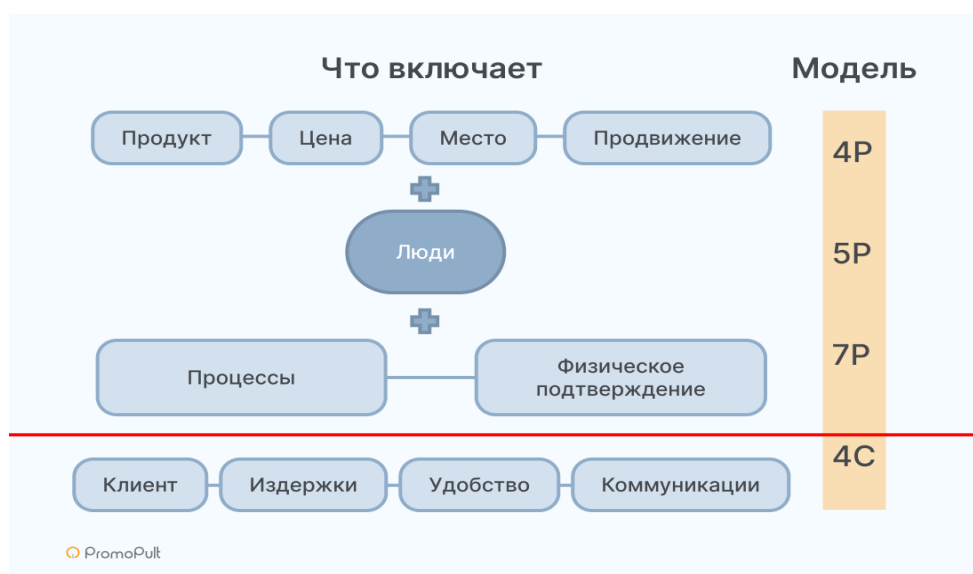 Что включает
Модель
Продукт
Цена
Место
Продвижение
4P
Люди
5P
Процессы
Физическое
подтверждение
7P
Клиент
Издержки
Удобство
Коммуникации
4C
PromoPult